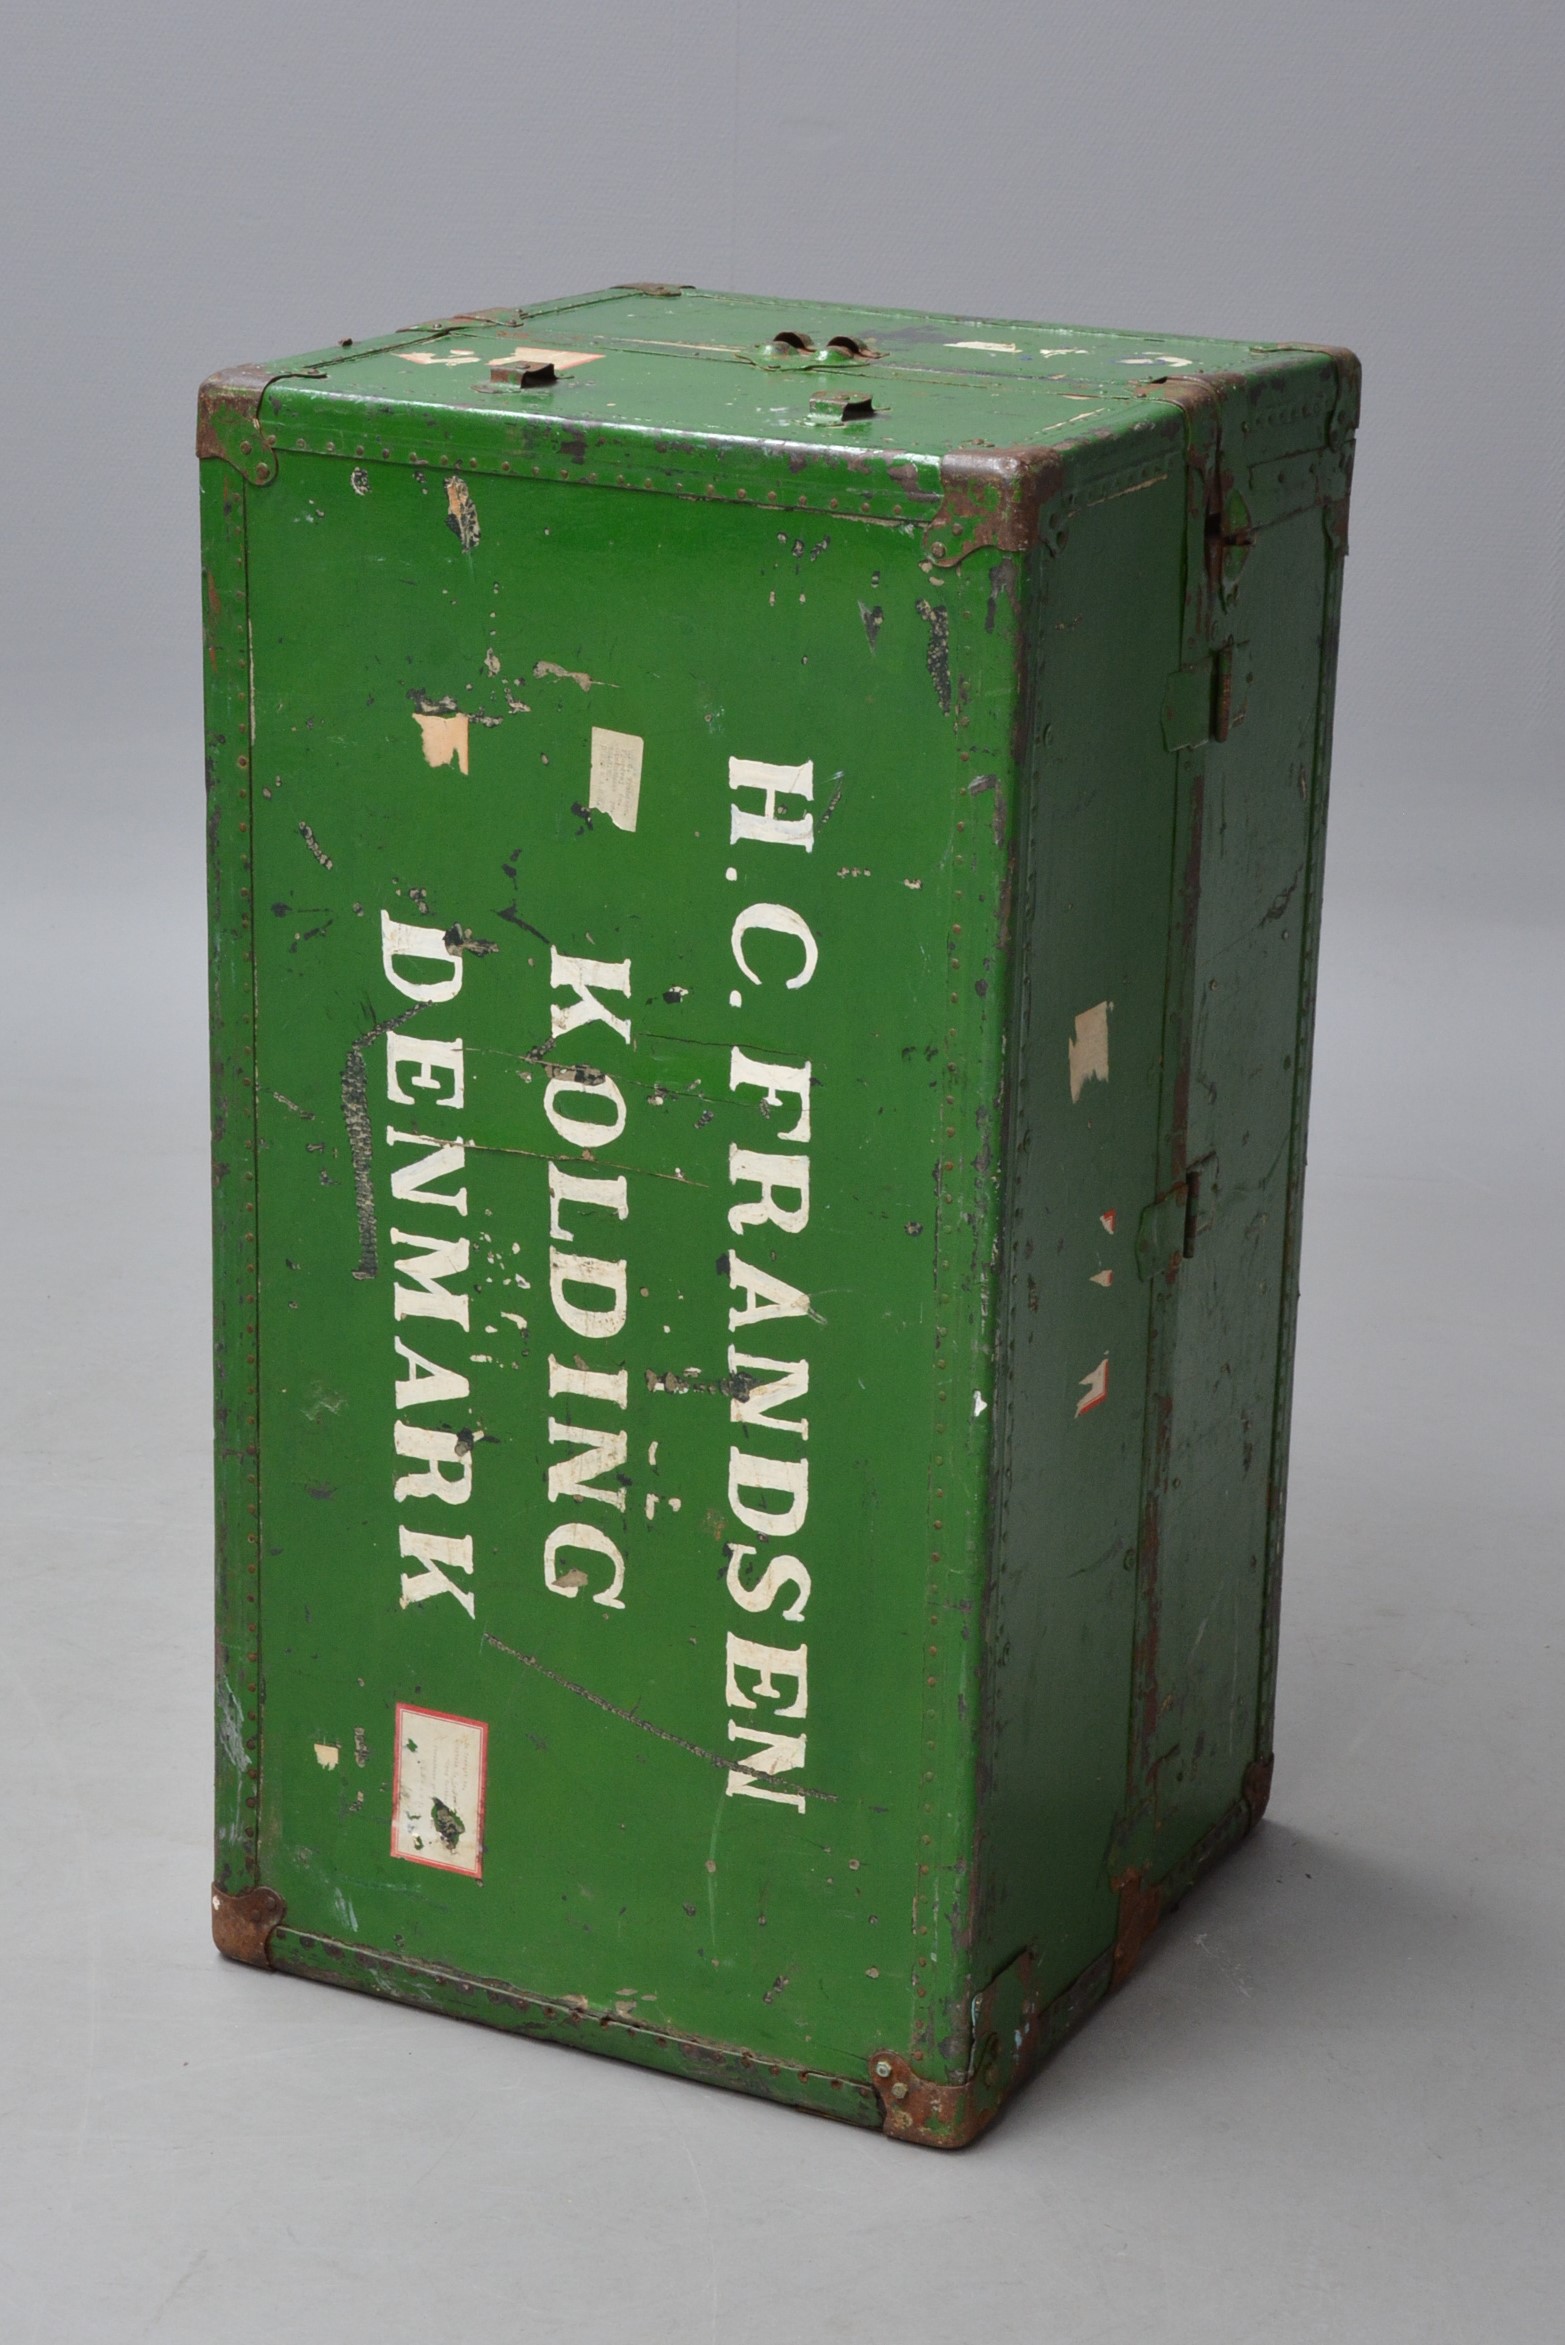 H.C. FRANDSEN
KOLDING
DENMARK